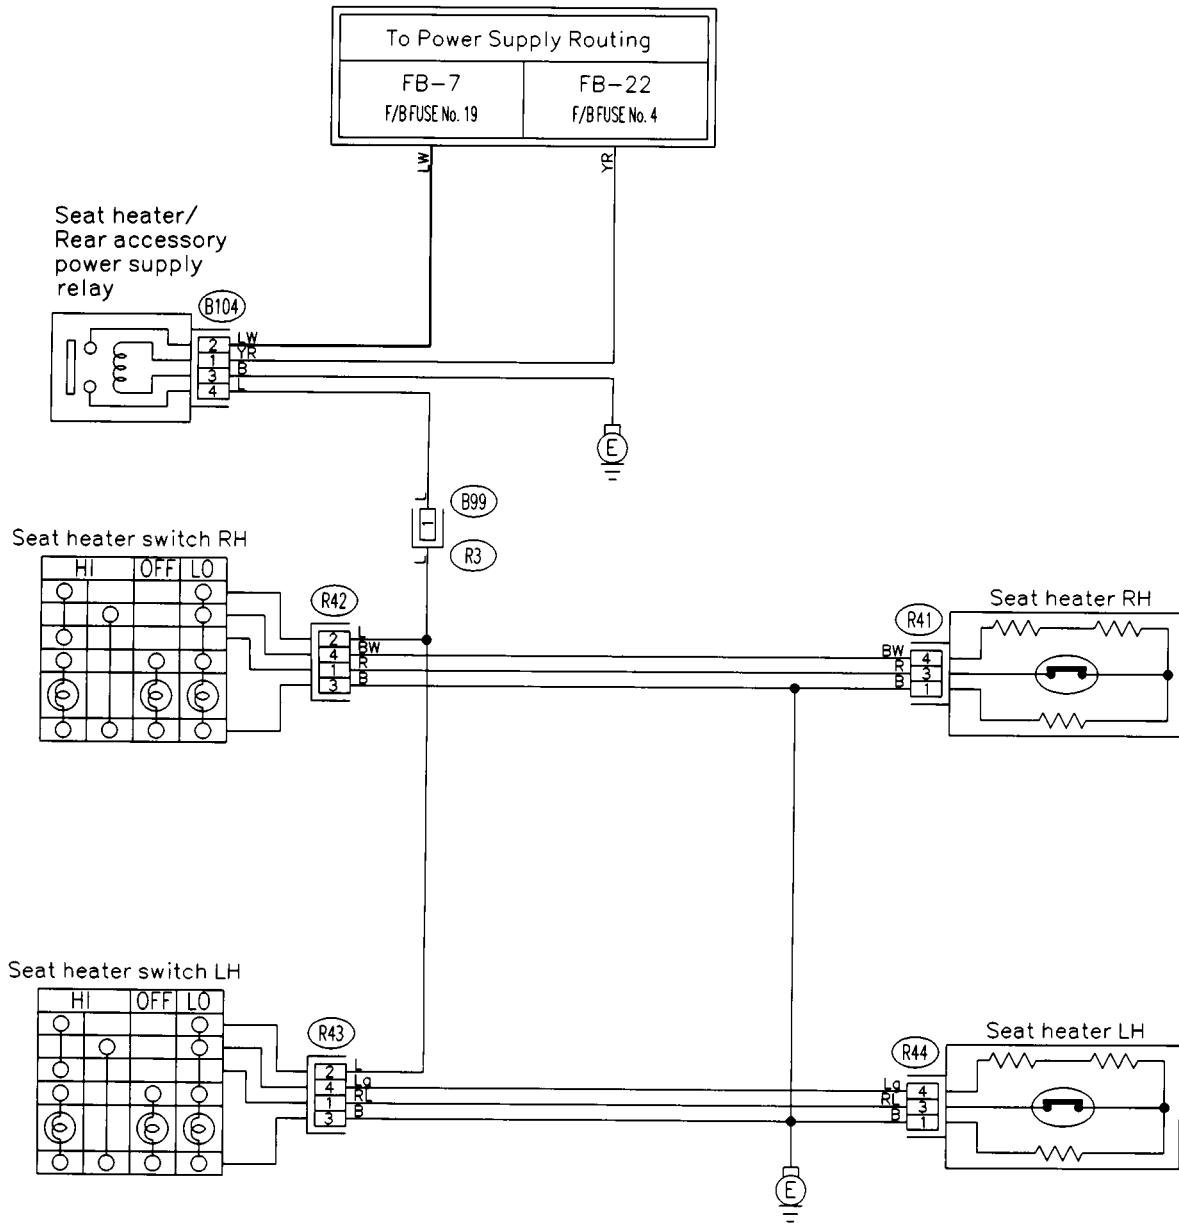 To Power Supply Routing
FB-7
FB-22
F/B FUSE No. 19
F/B FUSE No. 4
LW
YR
Seat heater/
Rear accessory
power supply
relay
B104
2
LW
1
YR
3
B
4
L
E
L
B99
1
L
R3
Seat heater switch RH
HI
OFF
LO
R42
2
L
4
BW
1
R
3
B
Seat heater RH
R41
BW
4
R
3
B
1
Seat heater switch LH
HI
OFF
LO
R43
2
L
4
Lg
1
RL
3
B
Seat heater LH
R44
Lg
4
RL
3
B
1
E